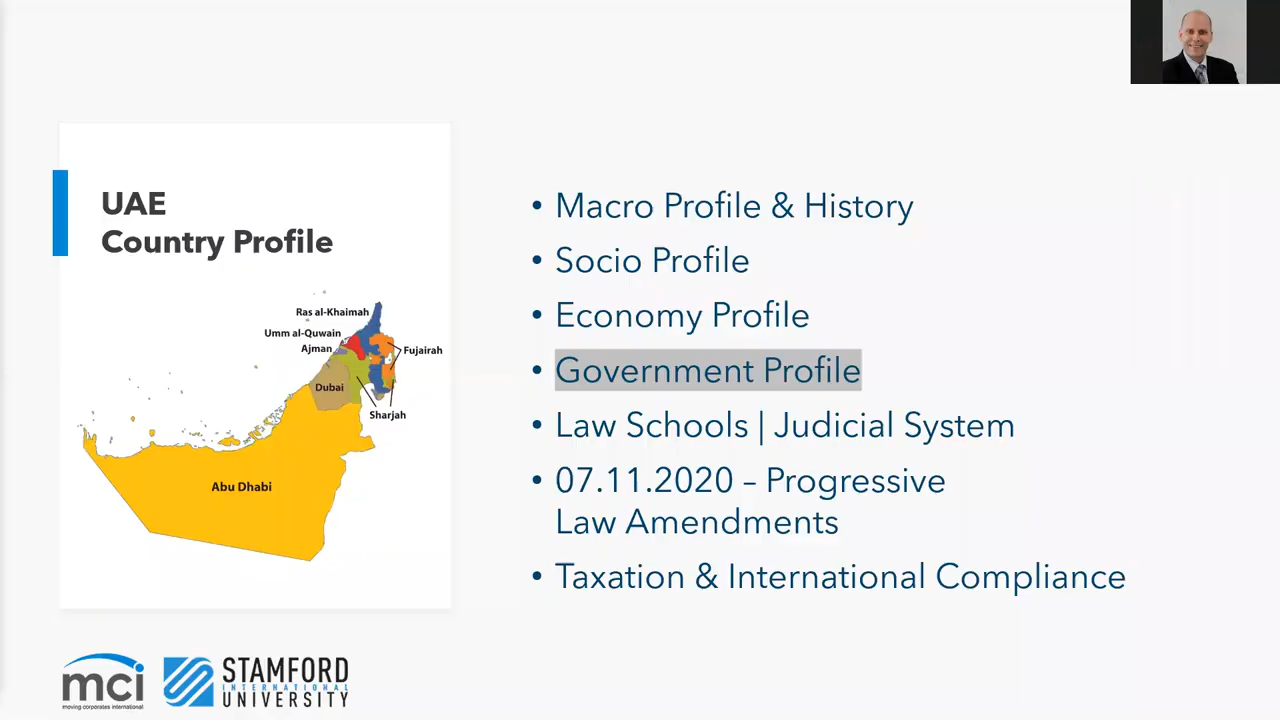 UAE
Country Profile
Ras al-Khaimah
Umm al-Quwain
Ajman
Fujairah
Dubai
Sharjah
Abu Dhabi
• Macro Profile & History
• Socio Profile
• Economy Profile
• Government Profile
• Law Schools | Judicial System
• 07.11.2020 – Progressive
Law Amendments
• Taxation & International Compliance
mci
moving corporates international
STAMFORD
INTERNATIONAL
UNIVERSITY